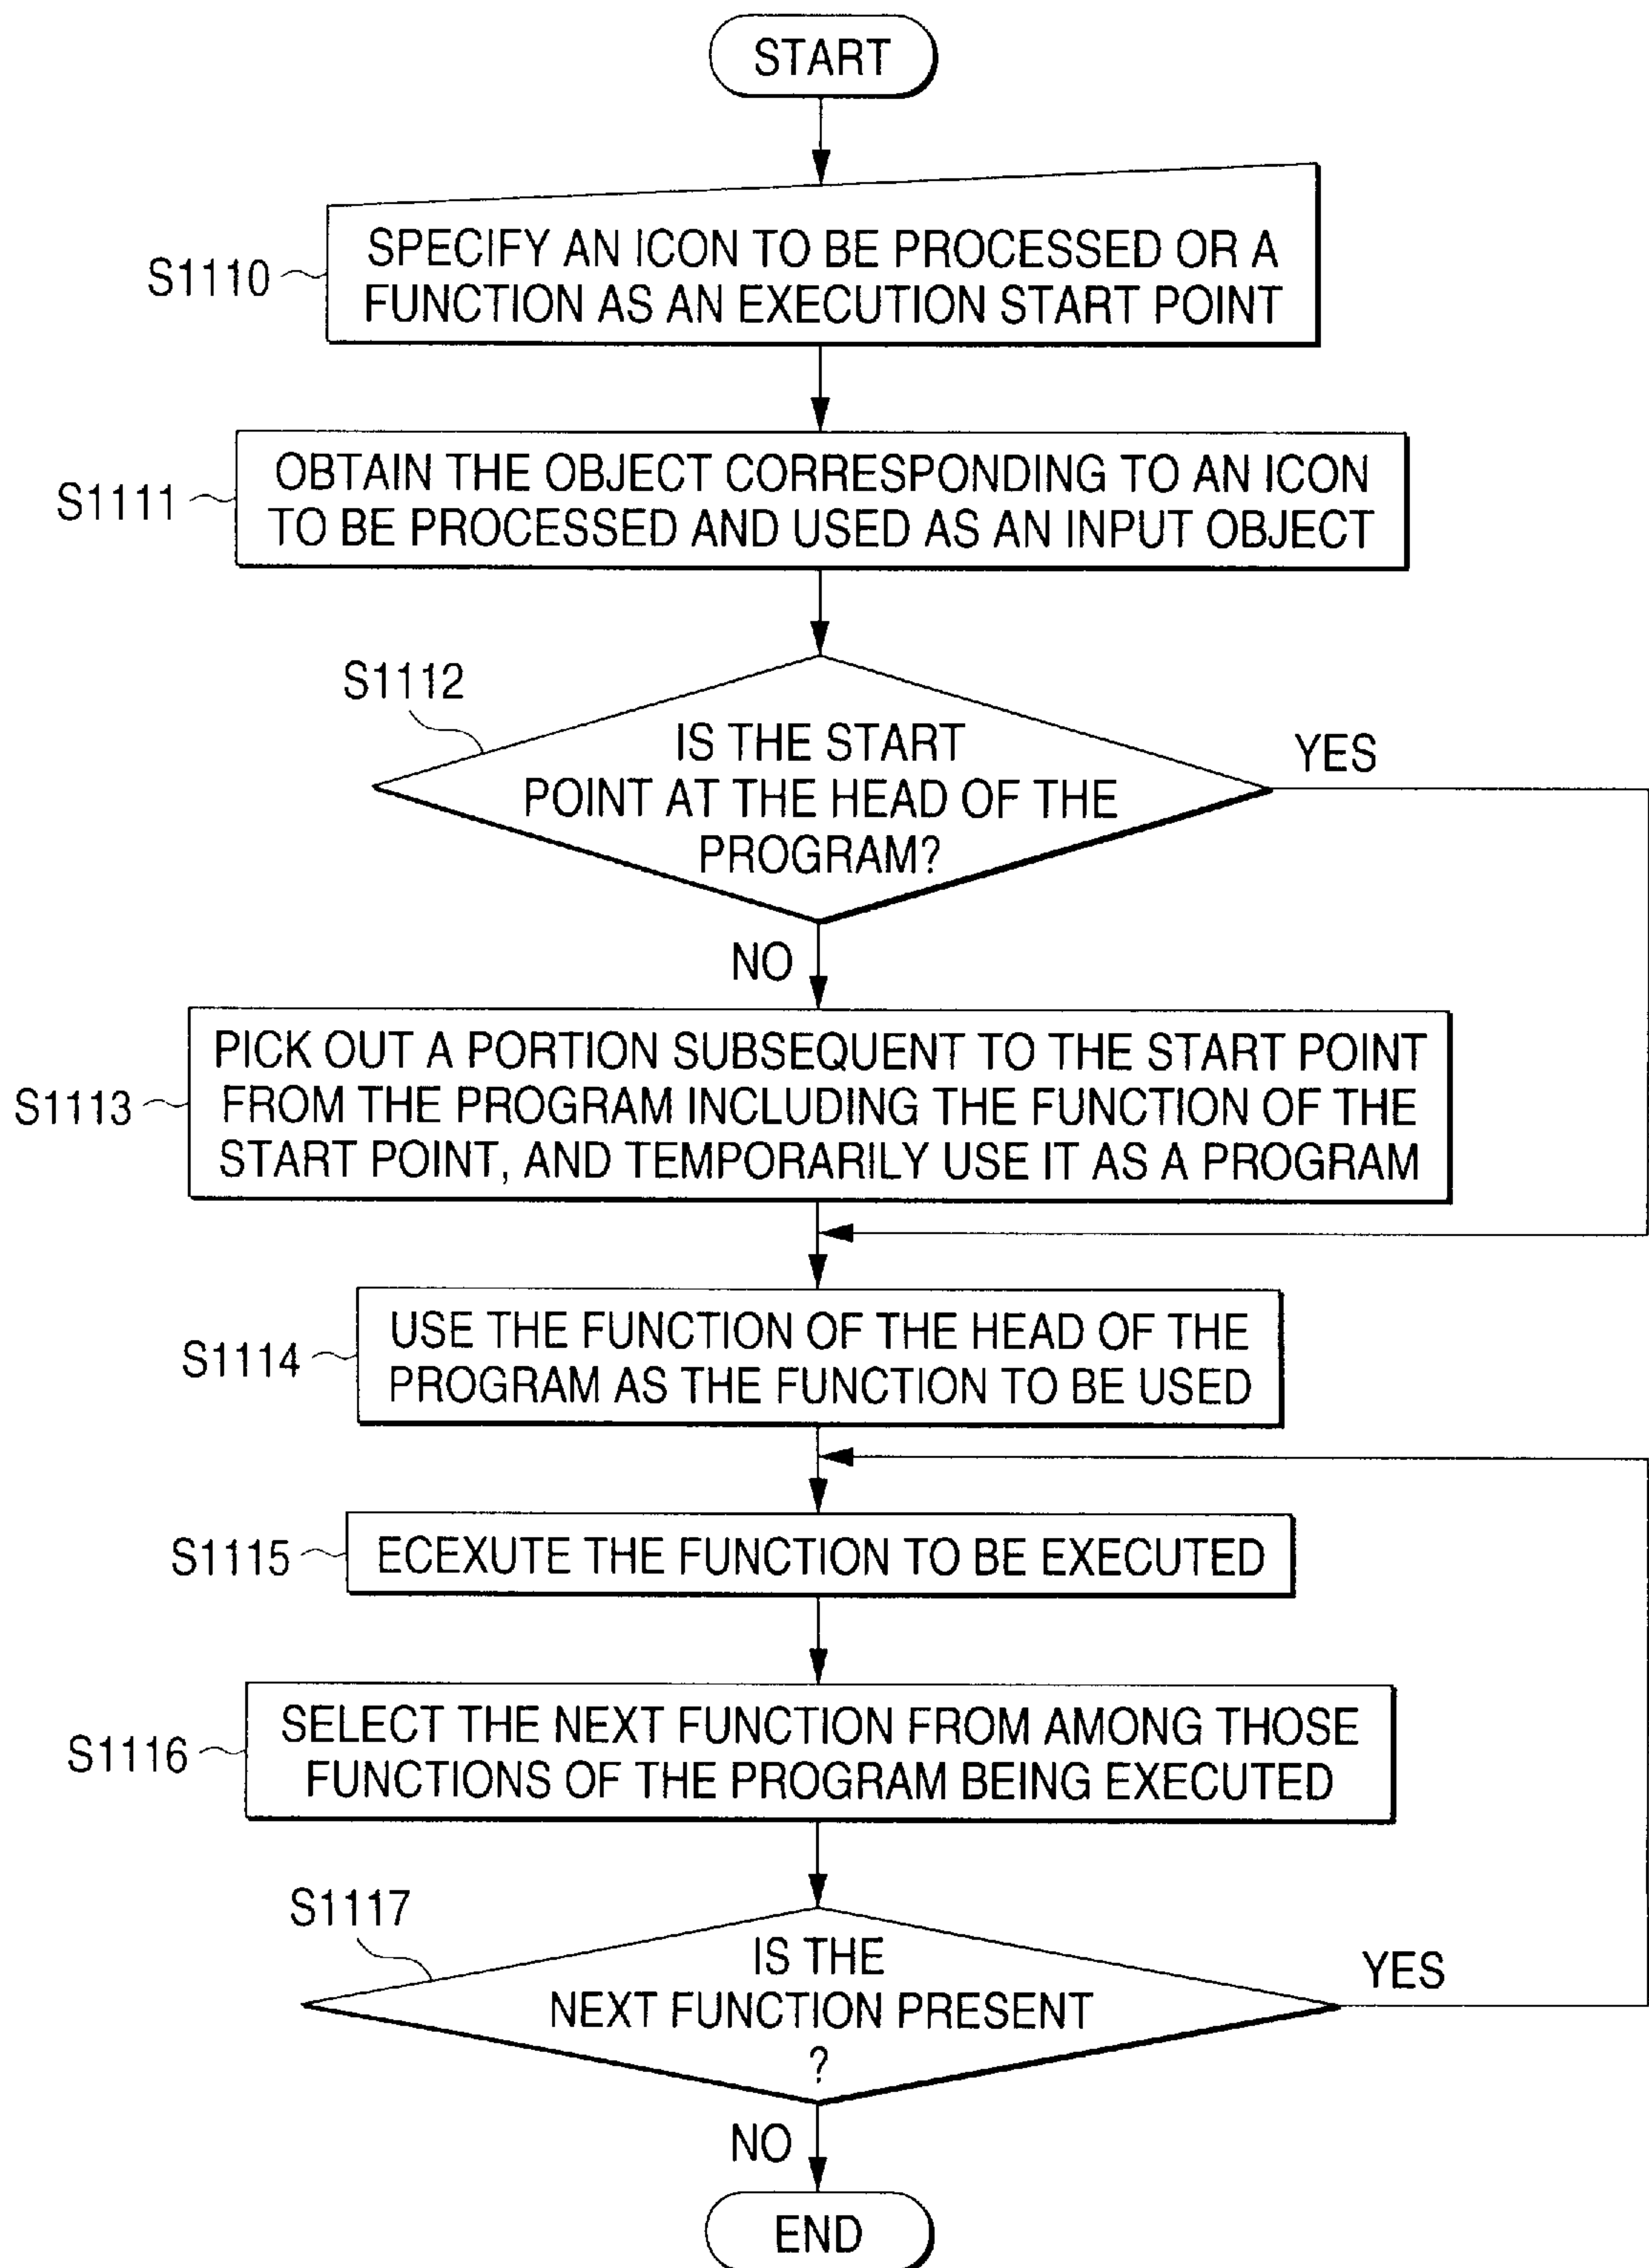 START
S1110
SPECIFY AN ICON TO BE PROCESSED OR A
FUNCTION AS AN EXECUTION START POINT
S1111
OBTAIN THE OBJECT CORRESPONDING TO AN ICON
TO BE PROCESSED AND USED AS AN INPUT OBJECT
S1112
IS THE START
POINT AT THE HEAD OF THE
PROGRAM?
YES
NO
S1113
PICK OUT A PORTION SUBSEQUENT TO THE START POINT
FROM THE PROGRAM INCLUDING THE FUNCTION OF THE
START POINT, AND TEMPORARILY USE IT AS A PROGRAM
S1114
USE THE FUNCTION OF THE HEAD OF THE
PROGRAM AS THE FUNCTION TO BE USED
S1115
ECEXUTE THE FUNCTION TO BE EXECUTED
S1116
SELECT THE NEXT FUNCTION FROM AMONG THOSE
FUNCTIONS OF THE PROGRAM BEING EXECUTED
S1117
IS THE
NEXT FUNCTION PRESENT
?
YES
NO
END